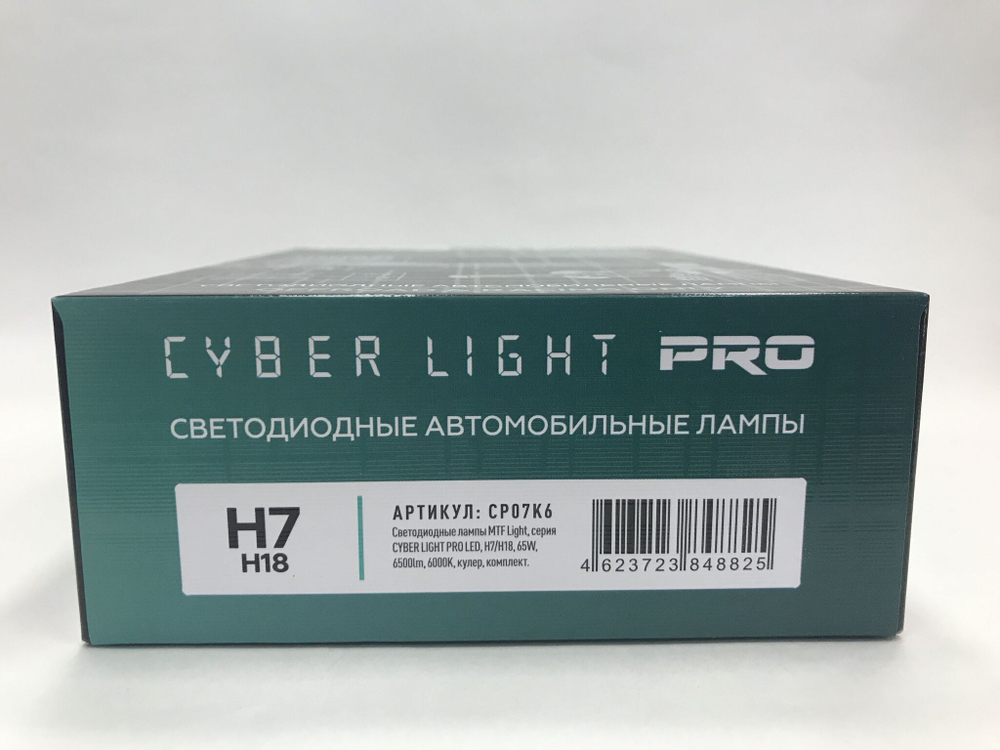 CYBER LIGHT PRO
СВЕТОДИОДНЫЕ АВТОМОБИЛЬНЫЕ ЛАМПЫ
H7
H18
АРТИКУЛ: CP07K6
Светодиодные лампы MTF Light, серия
CYBER LIGHT PRO LED, H7/H18, 65W,
6500lm, 6000K, кулер, комплект.
4 623723 848825